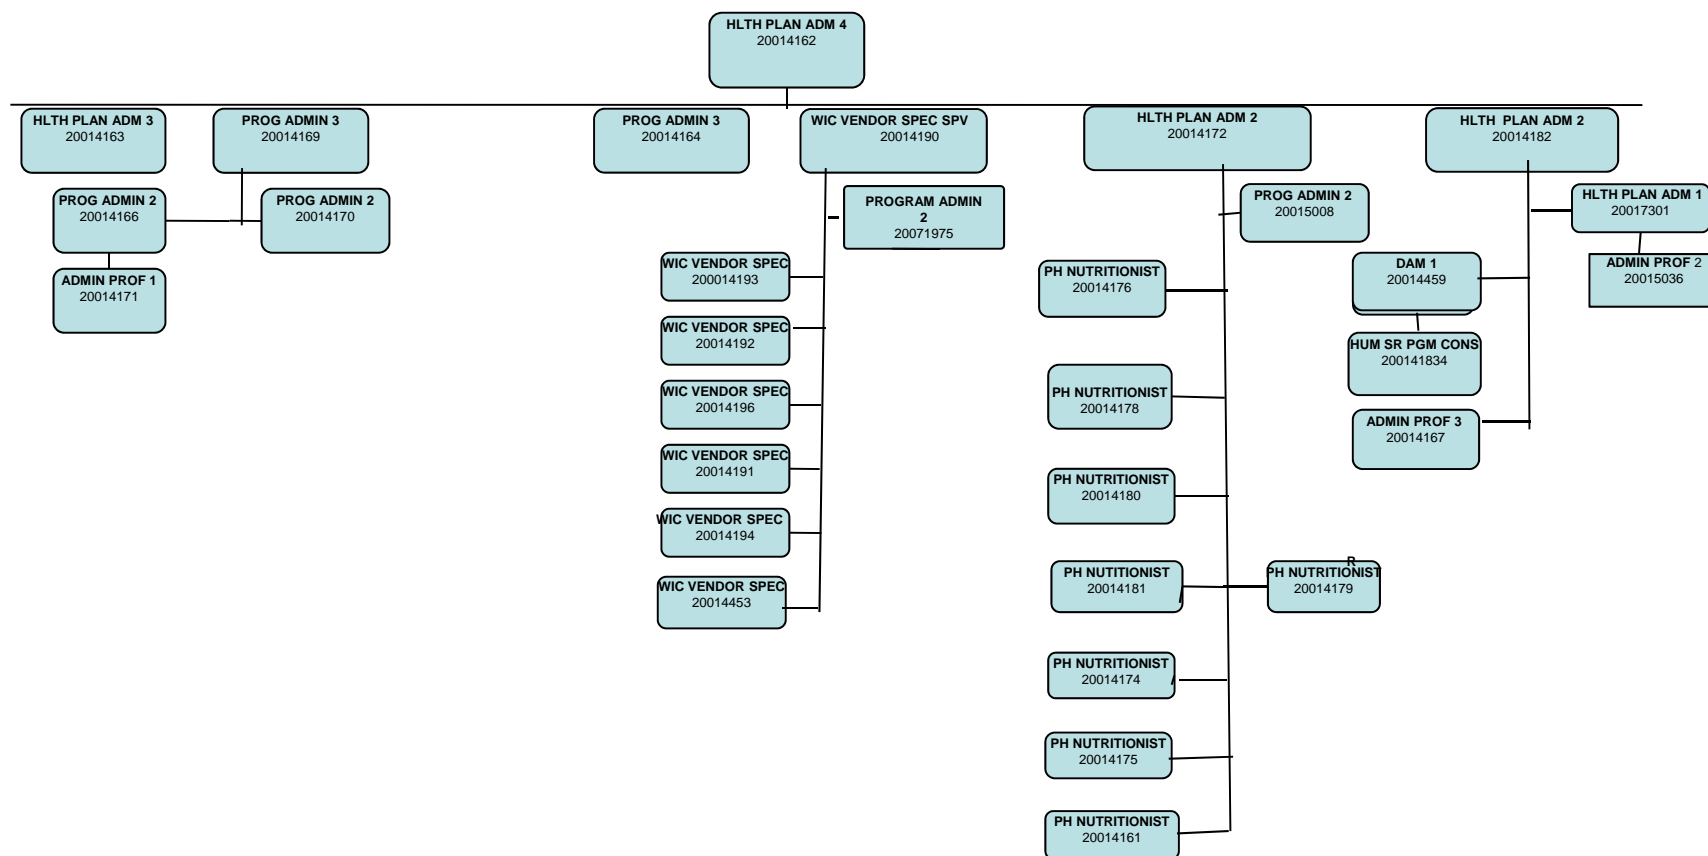 HLTH PLAN ADM 4
20014162
HLTH PLAN ADM 3
20014163
PROG ADMIN 3
20014169
PROG ADMIN 3
20014164
WIC VENDOR SPEC SPV
20014190
HLTH PLAN ADM 2
20014172
HLTH PLAN ADM 2
20014182
PROG ADMIN 2
20014166
PROG ADMIN 2
20014170
ADMIN PROF 1
20014171
PROGRAM ADMIN
2
20071975
WIC VENDOR SPEC
200014193
WIC VENDOR SPEC
20014192
WIC VENDOR SPEC
20014196
WIC VENDOR SPEC
20014191
WIC VENDOR SPEC
20014194
WIC VENDOR SPEC
20014453
PROG ADMIN 2
20015008
PH NUTRITIONIST
20014176
PH NUTRITIONIST
20014178
PH NUTRITIONIST
20014180
PH NUTITIONIST
20014181
R
PH NUTRITIONIST
20014179
PH NUTRITIONIST
20014174
PH NUTRITIONIST
20014175
PH NUTRITIONIST
20014161
HLTH PLAN ADM 1
20017301
ADMIN PROF 2
20015036
DAM 1
20014459
HUM SR PGM CONS
200141834
ADMIN PROF 3
20014167